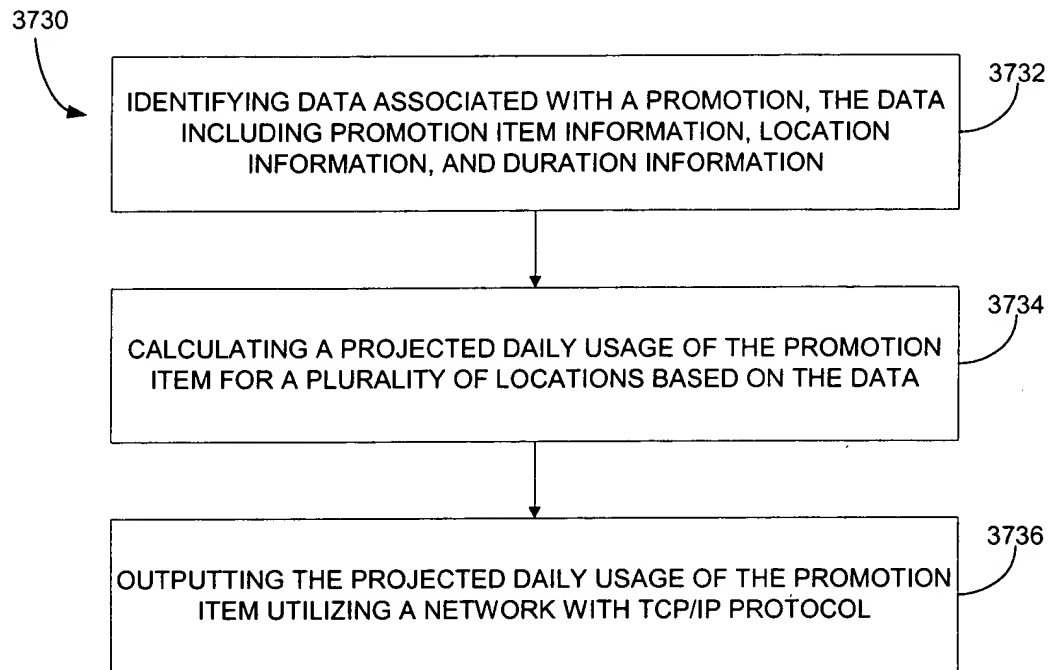 3730
3732
IDENTIFYING DATA ASSOCIATED WITH A PROMOTION, THE DATA
INCLUDING PROMOTION ITEM INFORMATION, LOCATION
INFORMATION, AND DURATION INFORMATION
3734
CALCULATING A PROJECTED DAILY USAGE OF THE PROMOTION
ITEM FOR A PLURALITY OF LOCATIONS BASED ON THE DATA
3736
OUTPUTTING THE PROJECTED DAILY USAGE OF THE PROMOTION
ITEM UTILIZING A NETWORK WITH TCP/IP PROTOCOL